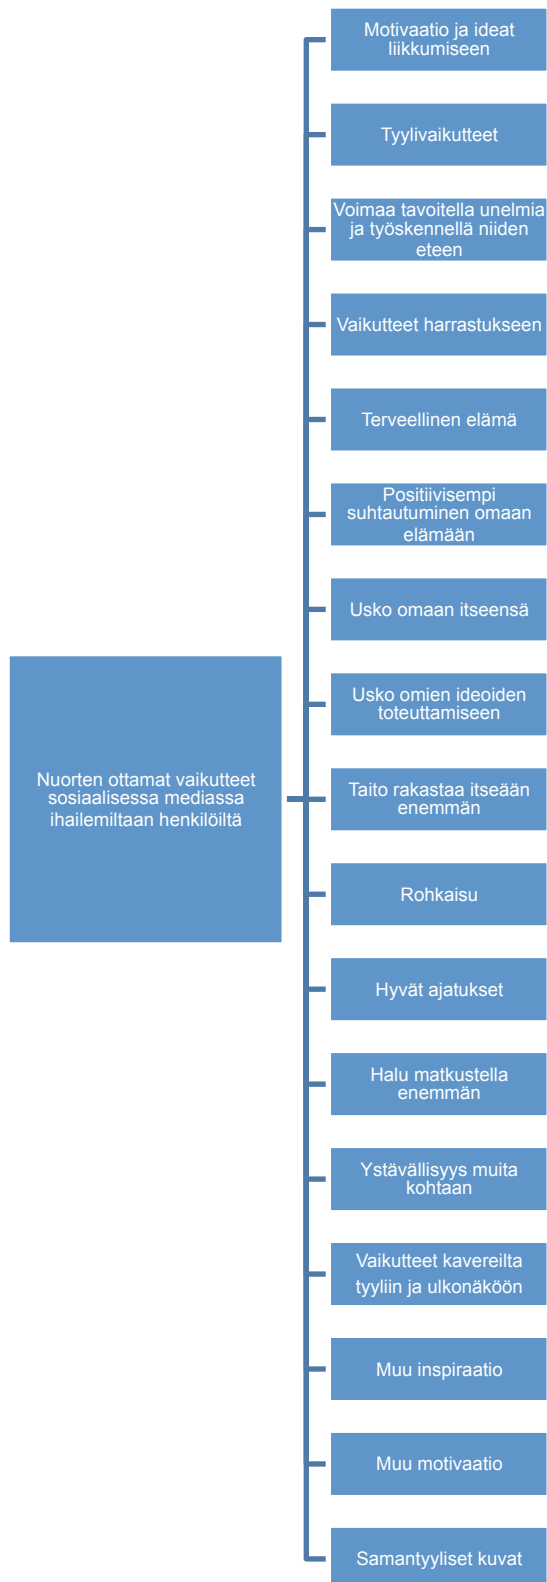 Motivaatio ja ideat
liikkumiseen
Tyylivaikutteet
Voimaa tavoitella unelmia
ja työskennellä niiden
eteen
Vaikutteet harrastukseen
Terveellinen elämä
Positiivisempi
suhtautuminen omaan
elämään
Usko omaan itseensä
Nuorten ottamat vaikutteet
sosiaalisessa mediassa
ihailemiltaan henkilöiltä
Usko omien ideoiden
toteuttamiseen
Taito rakastaa itseään
enemmän
Rohkaisu
Hyvät ajatukset
Halu matkustella
enemmän
Ystävällisyys muita
kohtaan
Vaikutteet kavereilta
tyyliin ja ulkonäköön
Muu inspiraatio
Muu motivaatio
Samantyyliset kuvat